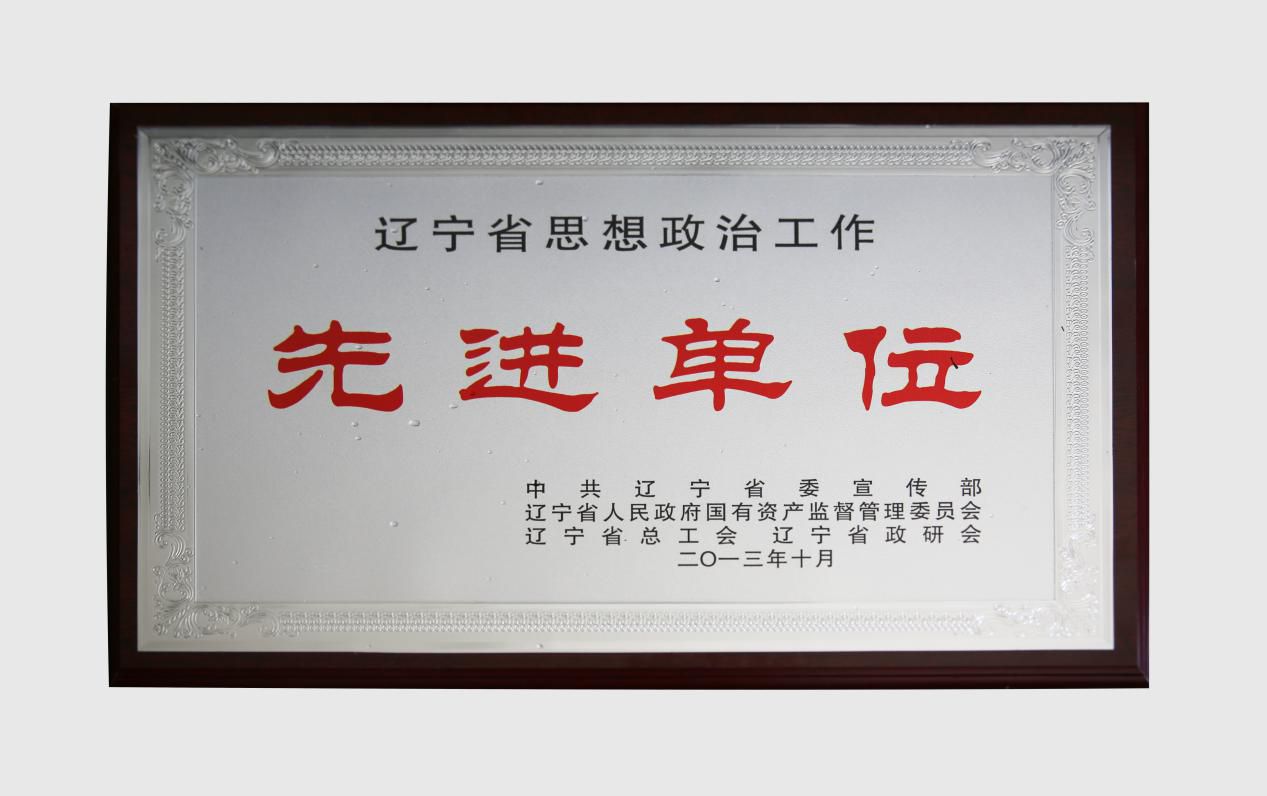 辽宁省思想政治工作
先进单位
中共辽宁省委宣传部
辽宁省人民政府国有资产监督管理委员会
辽宁省总工会 辽宁省政研会
二〇一三年十月